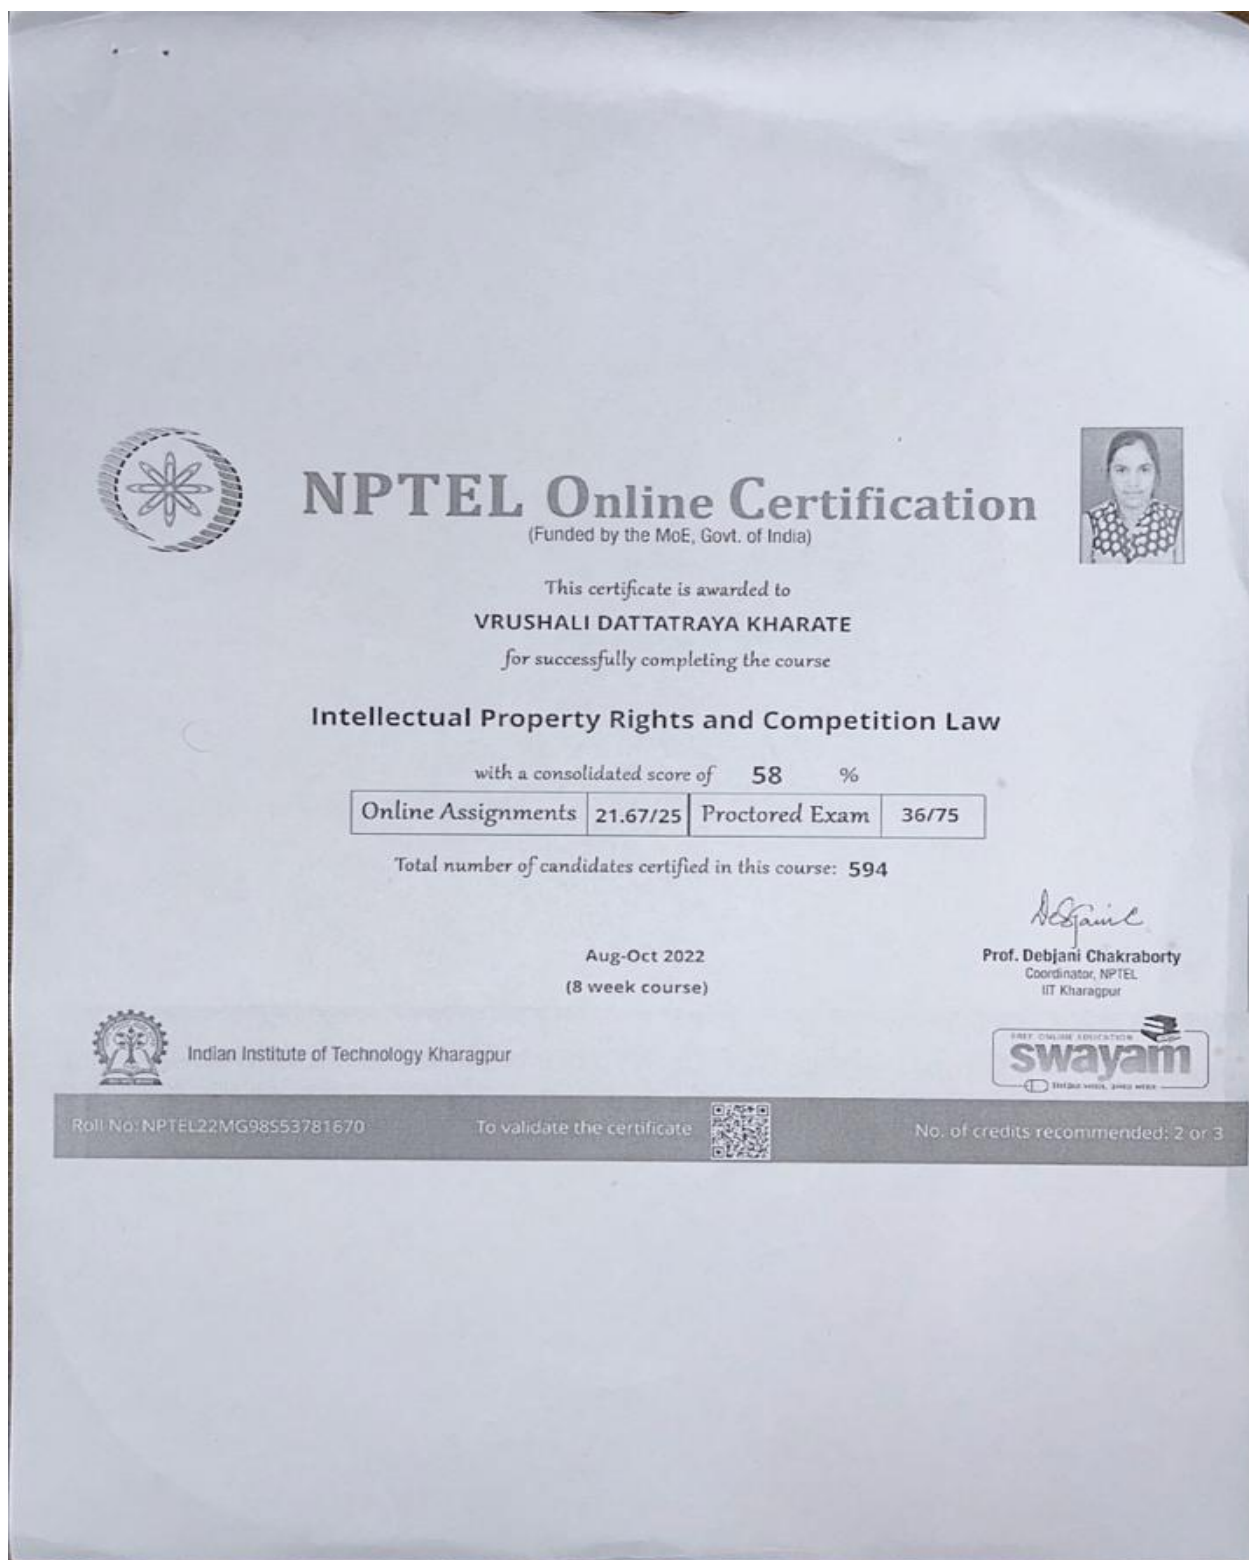 NPTEL Online Certification
(Funded by the MoE, Govt. of India)
This certificate is awarded to
VRUSHALI DATTATRAYA KHARATE
for successfully completing the course
Intellectual Property Rights and Competition Law
with a consolidated score of 58 %
Online Assignments 21.67/25 Proctored Exam 36/75
Total number of candidates certified in this course: 594
Aug-Oct 2022
(8 week course)
Prof. Debjani Chakraborty
Coordinator, NPTEL
IIT Kharagpur
Indian Institute of Technology Kharagpur
FREE ONLINE EDUCATION
swayam
Roll No: NPTEL22MG98S53781670 To validate the certificate No. of credits recommended: 2 or 3